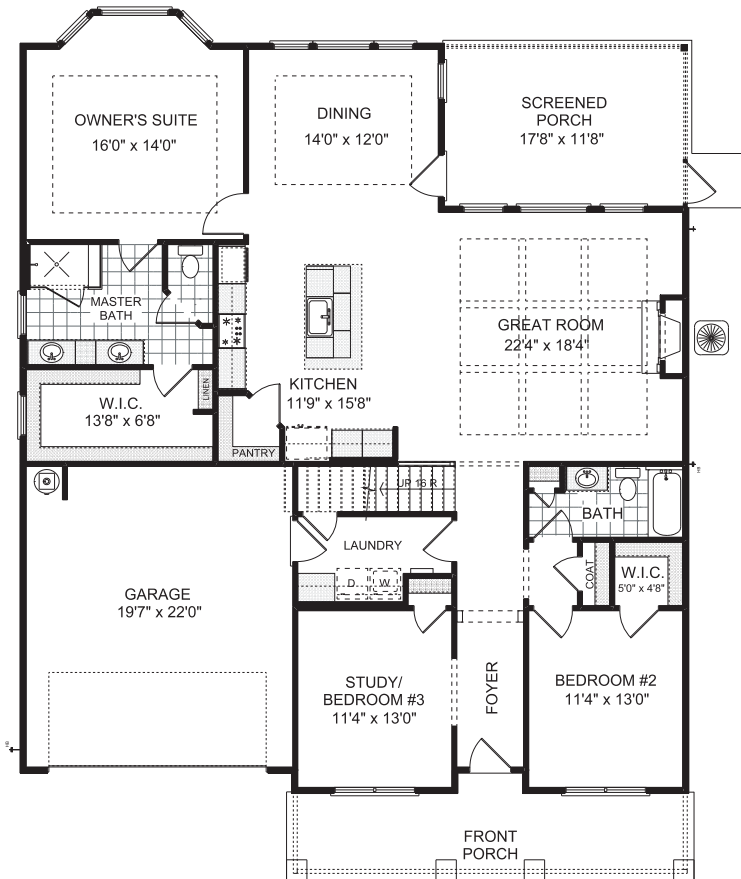 OWNER'S SUITE
16'0" x 14'0"
DINING
14'0" x 12'0"
SCREENED
PORCH
17'8" x 11'8"
MASTER
BATH
GREAT ROOM
22'4" x 18'4"
KITCHEN
11'9" x 15'8"
LINEN
W.I.C.
13'8" x 6'8"
PANTRY
HB
UP 16 R
BATH
LAUNDRY
D
W
COAT
W.I.C.
5'0" x 4'8"
GARAGE
19'7" x 22'0"
STUDY/
BEDROOM #3
11'4" x 13'0"
FOYER
BEDROOM #2
11'4" x 13'0"
HB
FRONT
PORCH